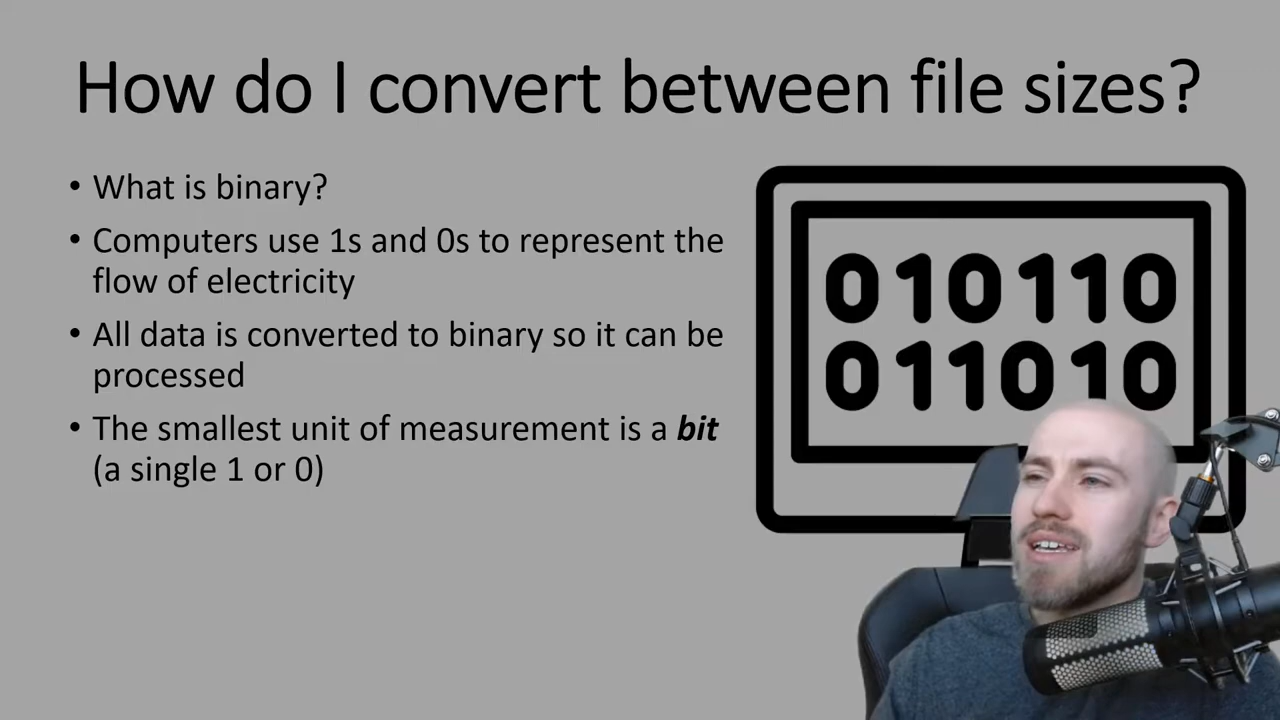 How do I convert between file sizes?
• What is binary?
• Computers use 1s and 0s to represent the
flow of electricity
• All data is converted to binary so it can be
processed
• The smallest unit of measurement is a bit
(a single 1 or 0)
010110
011010